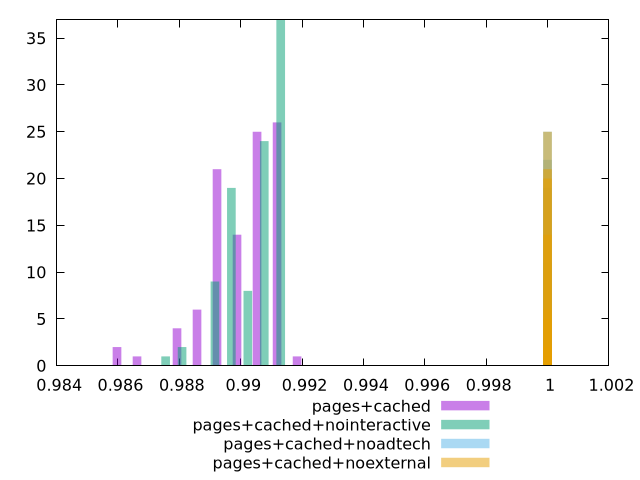 35
30
25
20
15
10
5
0
0.984 0.986 0.988 0.99 0.992 0.994 0.996 0.998 1 1.002
pages+cached
pages+cached+nointeractive
pages+cached+noadtech
pages+cached+noexternal